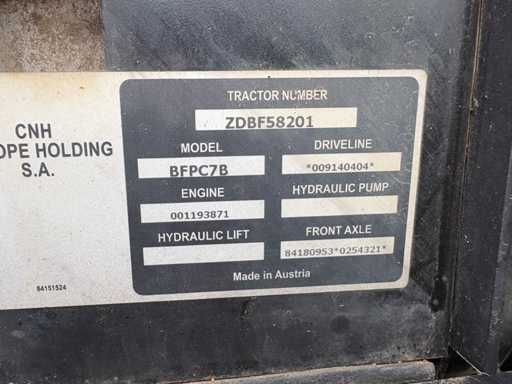 CNH
OPE HOLDING
S.A.
84151524
TRACTOR NUMBER
ZDBF58201
MODEL
BFPC7B
DRIVELINE
*009140404*
ENGINE
001193871
HYDRAULIC PUMP
HYDRAULIC LIFT
FRONT AXLE
84180953*0254321*
Made in Austria